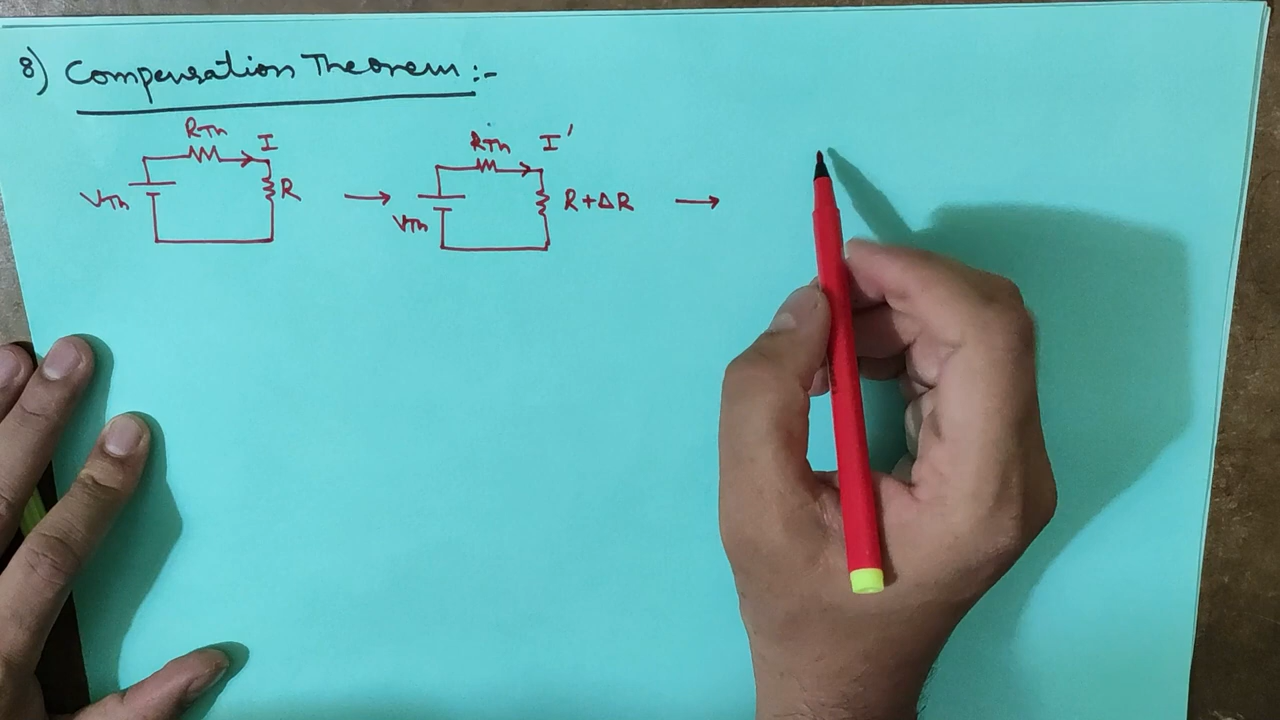 8) Compensation Theorem :-
RTh I
VTh R
RTh I'
VTh R+ΔR